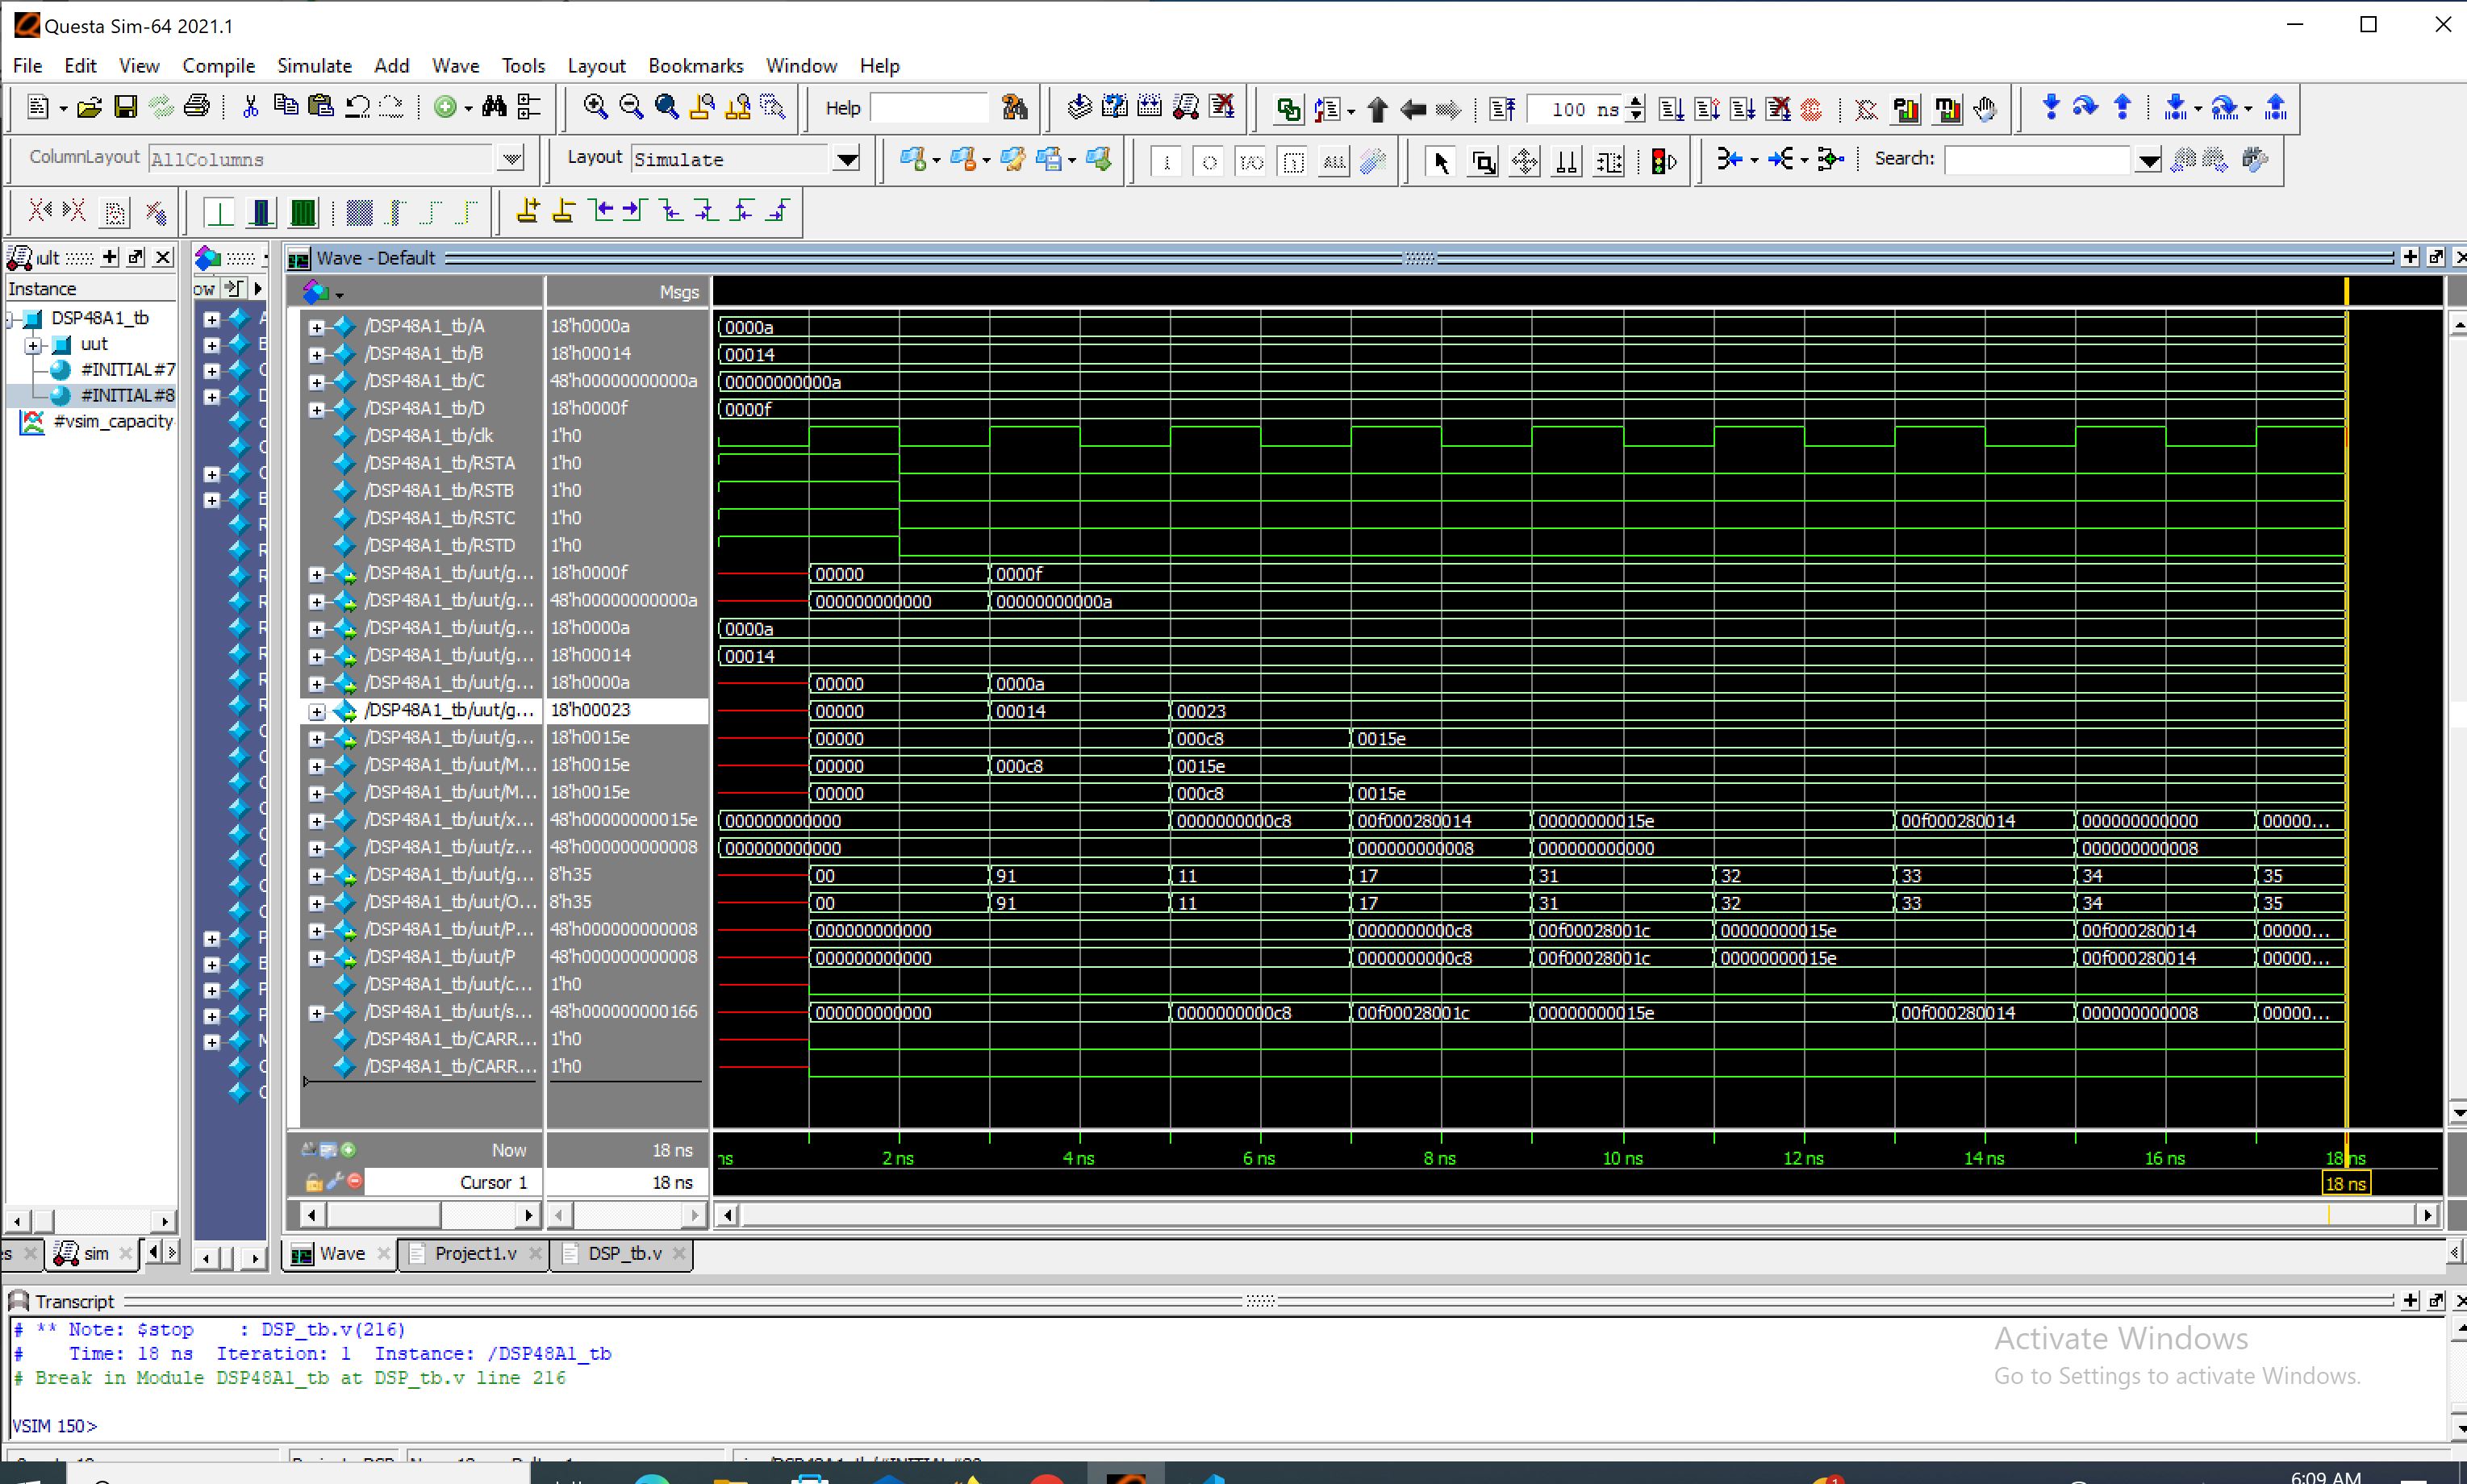 Questa Sim-64 2021.1
File Edit View Compile Simulate Add Wave Tools Layout Bookmarks Window Help
Help
100 ns
ColumnLayout AllColumns
Layout Simulate
ALL
Search:
ult
Wave - Default
Instance
ow
Msgs
DSP48A1_tb
uut
#INITIAL#7
#INITIAL#8
#vsim_capacity
/DSP48A1_tb/A 18'h0000a 0000a
/DSP48A1_tb/B 18'h00014 00014
/DSP48A1_tb/C 48'h00000000000a 00000000000a
/DSP48A1_tb/D 18'h0000f 0000f
/DSP48A1_tb/clk 1'h0
/DSP48A1_tb/RSTA 1'h0
/DSP48A1_tb/RSTB 1'h0
/DSP48A1_tb/RSTC 1'h0
/DSP48A1_tb/RSTD 1'h0
/DSP48A1_tb/uut/g... 18'h0000f 00000 0000f
/DSP48A1_tb/uut/g... 48'h00000000000a 000000000000 00000000000a
/DSP48A1_tb/uut/g... 18'h0000a 0000a
/DSP48A1_tb/uut/g... 18'h00014 00014
/DSP48A1_tb/uut/g... 18'h0000a 00000 0000a
/DSP48A1_tb/uut/g... 18'h00023 00000 00014 00023
/DSP48A1_tb/uut/g... 18'h0015e 00000 000c8 0015e
/DSP48A1_tb/uut/M... 18'h0015e 00000 000c8 0015e
/DSP48A1_tb/uut/M... 18'h0015e 00000 000c8 0015e
/DSP48A1_tb/uut/x... 48'h00000000015e 000000000000 0000000000c8 00f000280014 00000000015e 00f000280014 000000000000 00000...
/DSP48A1_tb/uut/z... 48'h000000000008 000000000000 000000000008 000000000000 000000000008
/DSP48A1_tb/uut/g... 8'h35 00 91 11 17 31 32 33 34 35
/DSP48A1_tb/uut/O... 8'h35 00 91 11 17 31 32 33 34 35
/DSP48A1_tb/uut/P... 48'h000000000008 000000000000 0000000000c8 00f00028001c 00000000015e 00f000280014 00000...
/DSP48A1_tb/uut/P 48'h000000000008 000000000000 0000000000c8 00f00028001c 00000000015e 00f000280014 00000...
/DSP48A1_tb/uut/c... 1'h0
/DSP48A1_tb/uut/s... 48'h000000000166 000000000000 0000000000c8 00f00028001c 00000000015e 00f000280014 000000000008 00000...
/DSP48A1_tb/CARR... 1'h0
/DSP48A1_tb/CARR... 1'h0
Now 18 ns ns 2 ns 4 ns 6 ns 8 ns 10 ns 12 ns 14 ns 16 ns 18 ns
Cursor 1 18 ns 18 ns
es sim Wave Project1.v DSP_tb.v
Transcript
# ** Note: $stop : DSP_tb.v(216)
# Time: 18 ns Iteration: 1 Instance: /DSP48A1_tb
# Break in Module DSP48A1_tb at DSP_tb.v line 216
VSIM 150>
Activate Windows
Go to Settings to activate Windows.
6:09 AM